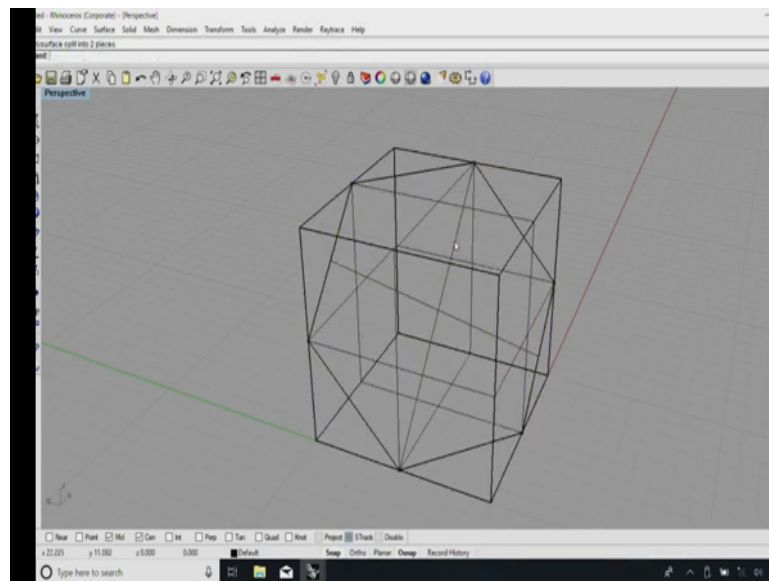 ed - Rhinoceros (Corporate) - [Perspective]
dit View Curve Surface Solid Mesh Dimension Transform Tools Analyze Render Raytrace Help
surface split into 2 pieces.
Perspective
Near Point Mid Cen Int Perp Tan Quad Knot Project STrack Disable
x 22.225 y 11.082 z 0.000 0.000 Default Snap Ortho Planar Osnap Record History
Type here to search